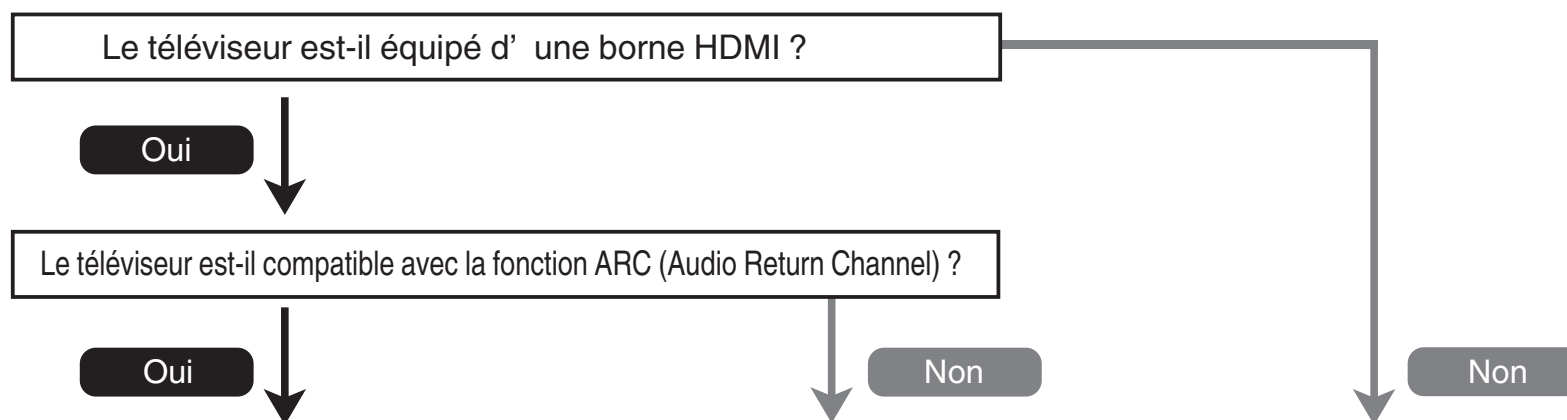 Le téléviseur est-il équipé d’ une borne HDMI ?
Oui
Le téléviseur est-il compatible avec la fonction ARC (Audio Return Channel) ?
Oui
Non
Non